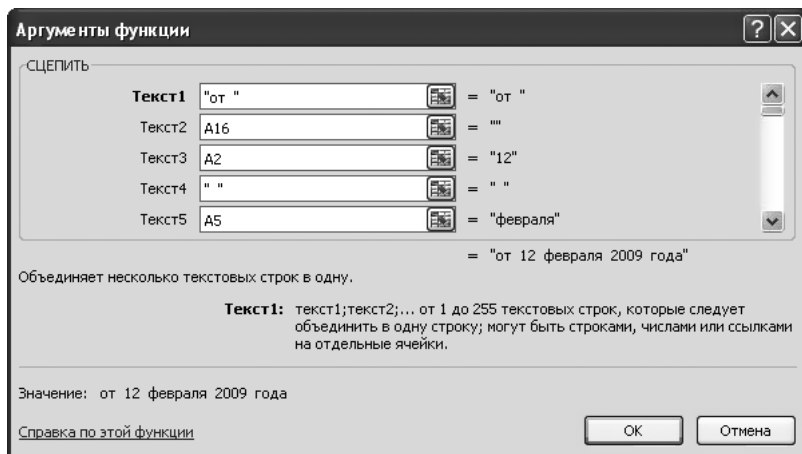 Аргументы функции
СЦЕПИТЬ
Текст1 "от " = "от "
Текст2 A16 = ""
Текст3 A2 = "12"
Текст4 " " = " "
Текст5 A5 = "февраля"
= "от 12 февраля 2009 года"
Объединяет несколько текстовых строк в одну.
Текст1: текст1;текст2;... от 1 до 255 текстовых строк, которые следует
объединить в одну строку; могут быть строками, числами или ссылками
на отдельные ячейки.
Значение: от 12 февраля 2009 года
Справка по этой функции
ОК
Отмена